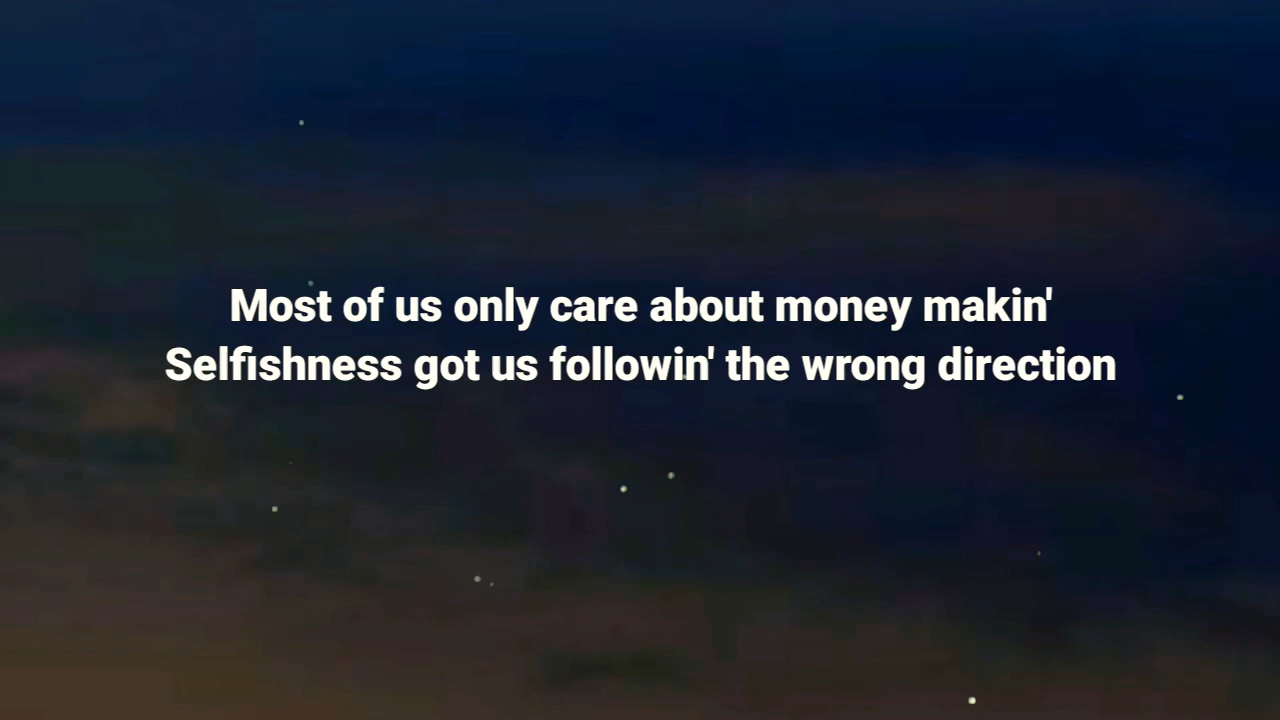 Most of us only care about money makin'
Selfishness got us followin' the wrong direction